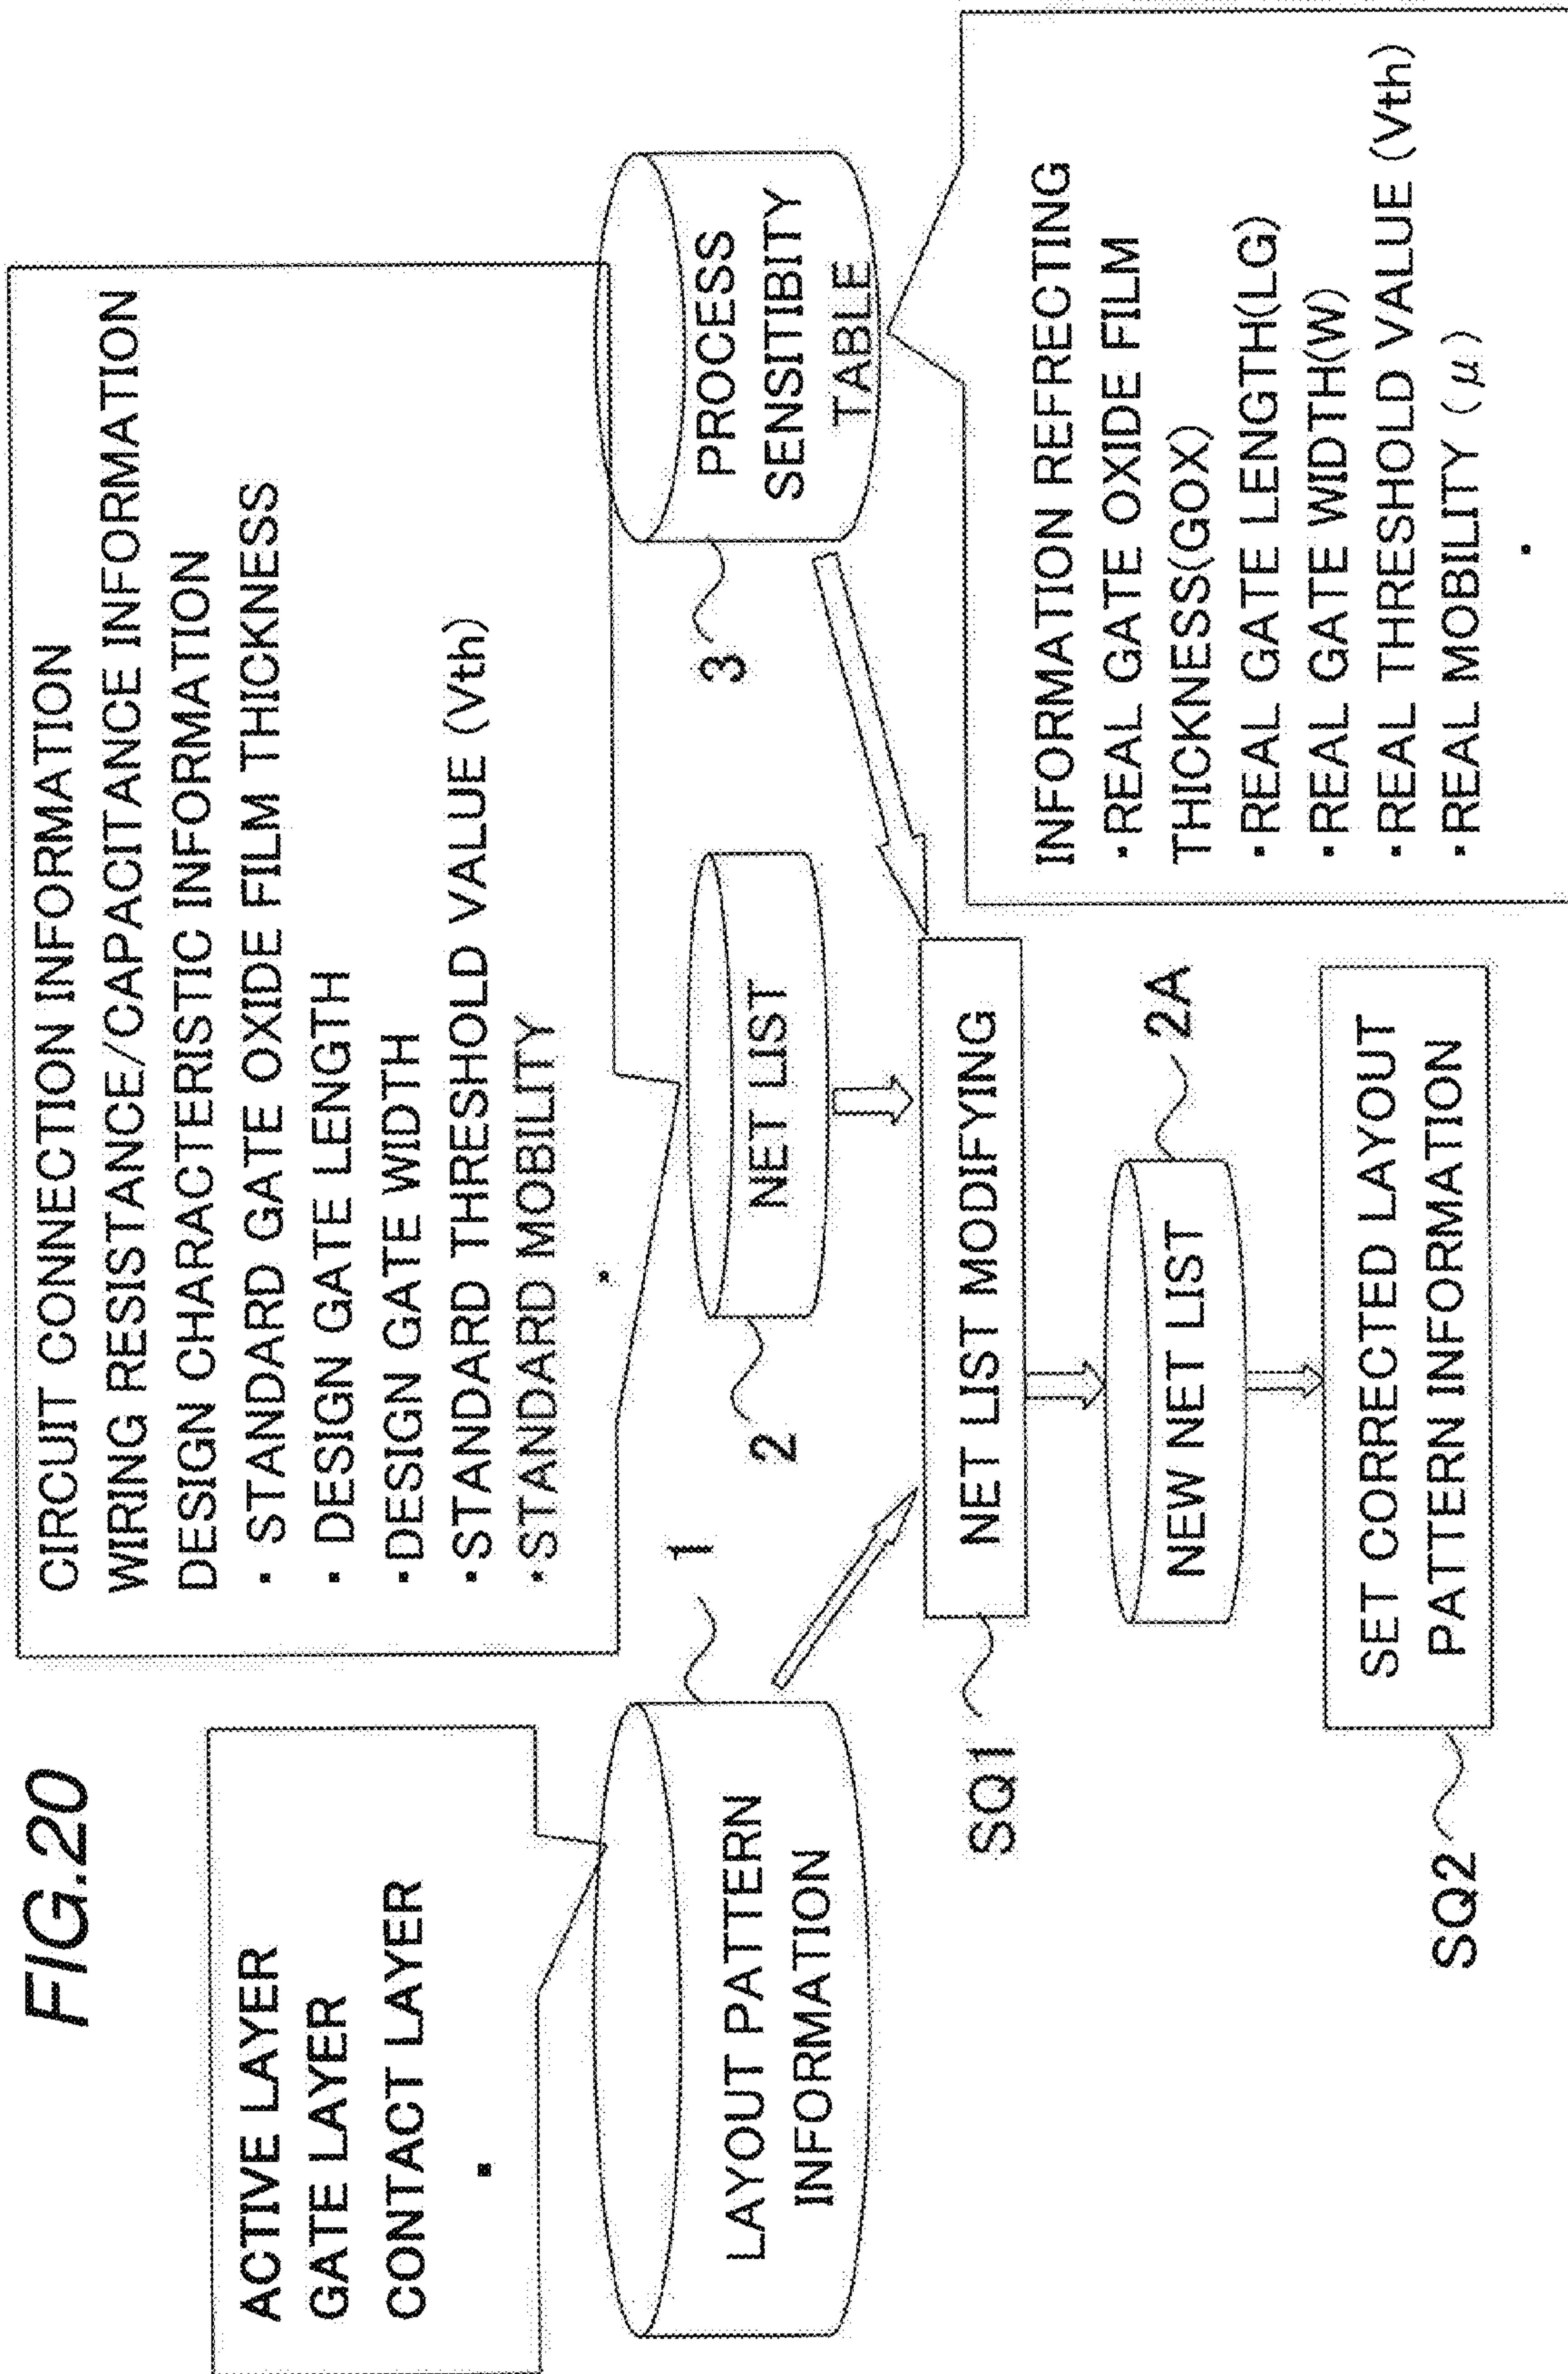 FIG.20
ACTIVE LAYER
GATE LAYER
CONTACT LAYER
.
CIRCUIT CONNECTION INFORMATION
WIRING RESISTANCE/CAPACITANCE INFORMATION
DESIGN CHARACTERISTIC INFORMATION
・ STANDARD GATE OXIDE FILM THICKNESS
・ DESIGN GATE LENGTH
・DESIGN GATE WIDTH
・STANDARD THRESHOLD VALUE (Vth)
・STANDARD MOBILITY
.
LAYOUT PATTERN
INFORMATION
1
NET LIST
2
PROCESS
SENSITIBITY
TABLE
3
INFORMATION REFRECTING
・REAL GATE OXIDE FILM
THICKNESS(GOX)
・REAL GATE LENGTH(LG)
・REAL GATE WIDTH(W)
・REAL THRESHOLD VALUE (Vth)
・REAL MOBILITY (μ)
.
SQ1
NET LIST MODIFYING
NEW NET LIST
2A
SQ2
SET CORRECTED LAYOUT
PATTERN INFORMATION